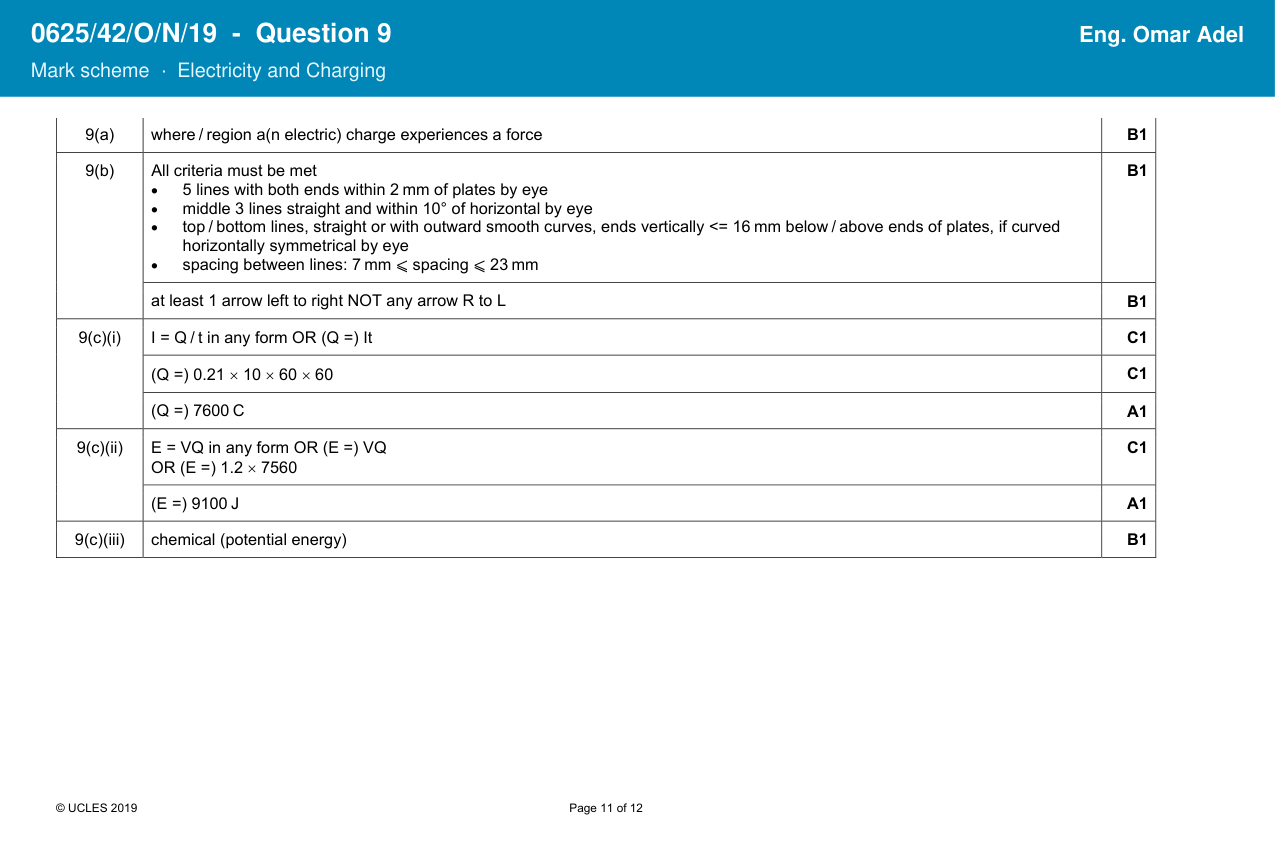 0625/42/O/N/19 - Question 9
Eng. Omar Adel
Mark scheme · Electricity and Charging
9(a) where / region a(n electric) charge experiences a force B1
9(b) All criteria must be met B1
• 5 lines with both ends within 2 mm of plates by eye
• middle 3 lines straight and within 10° of horizontal by eye
• top / bottom lines, straight or with outward smooth curves, ends vertically <= 16 mm below / above ends of plates, if curved
horizontally symmetrical by eye
• spacing between lines: 7 mm ⩽ spacing ⩽ 23 mm
at least 1 arrow left to right NOT any arrow R to L B1
9(c)(i) I = Q / t in any form OR (Q =) It C1
(Q =) 0.21 × 10 × 60 × 60 C1
(Q =) 7600 C A1
9(c)(ii) E = VQ in any form OR (E =) VQ C1
OR (E =) 1.2 × 7560
(E =) 9100 J A1
9(c)(iii) chemical (potential energy) B1
© UCLES 2019
Page 11 of 12